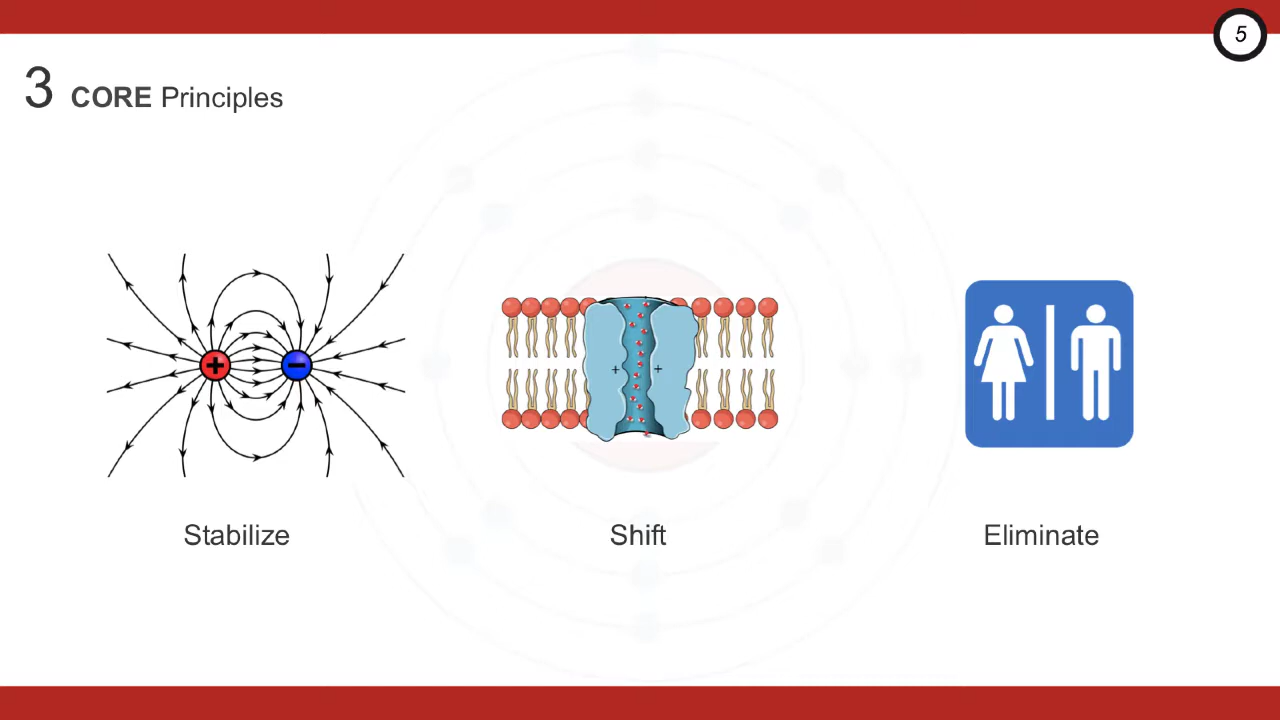 5
3 CORE Principles
+ −
+ +
Stabilize Shift Eliminate